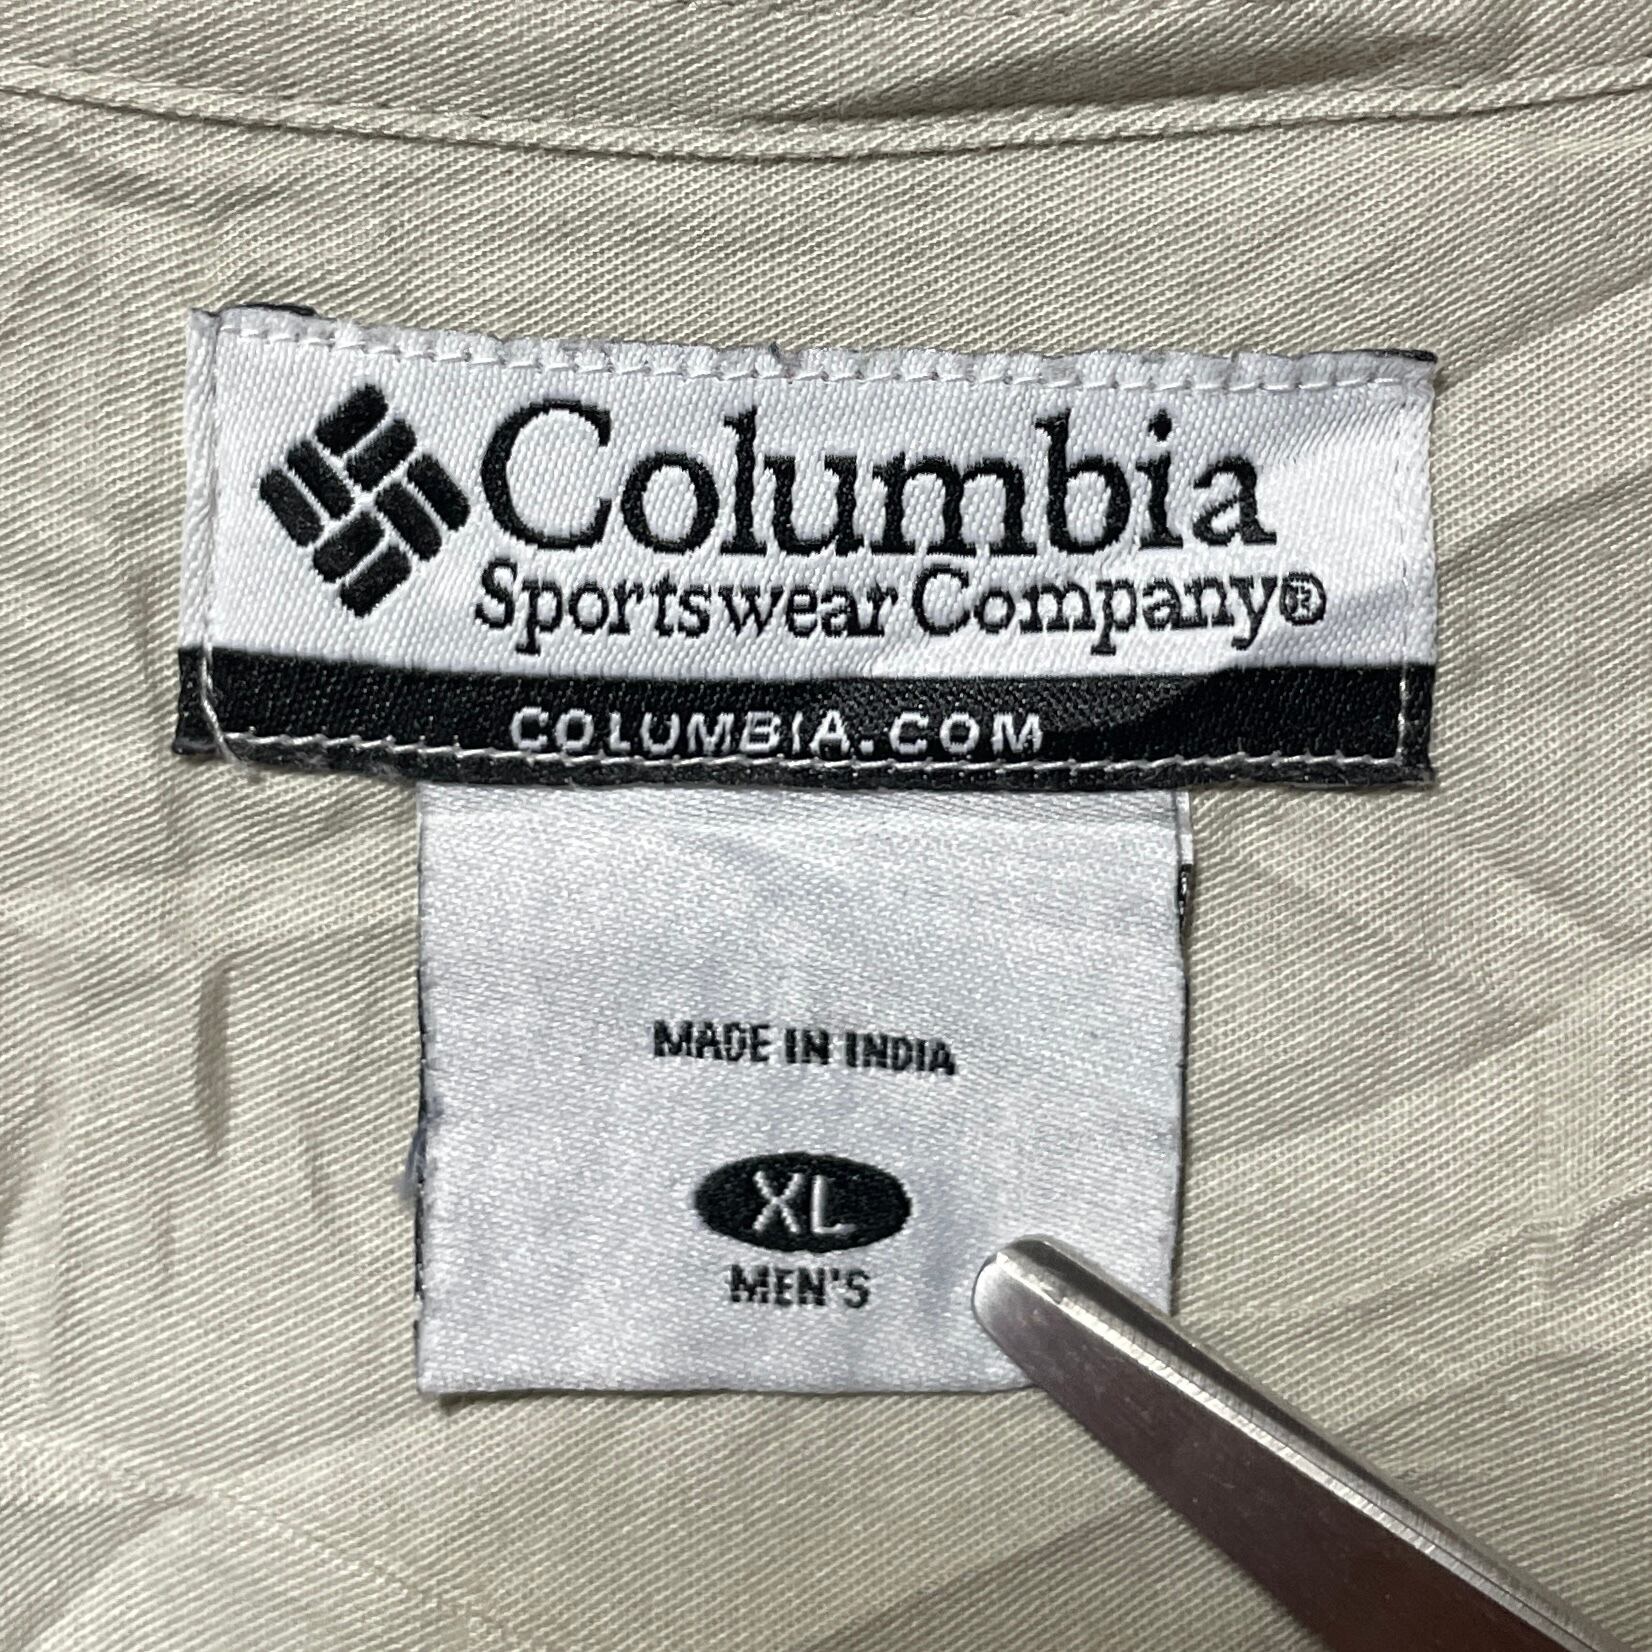 Columbia
Sportswear Company®
COLUMBIA.COM
MADE IN INDIA
XL
MEN'S